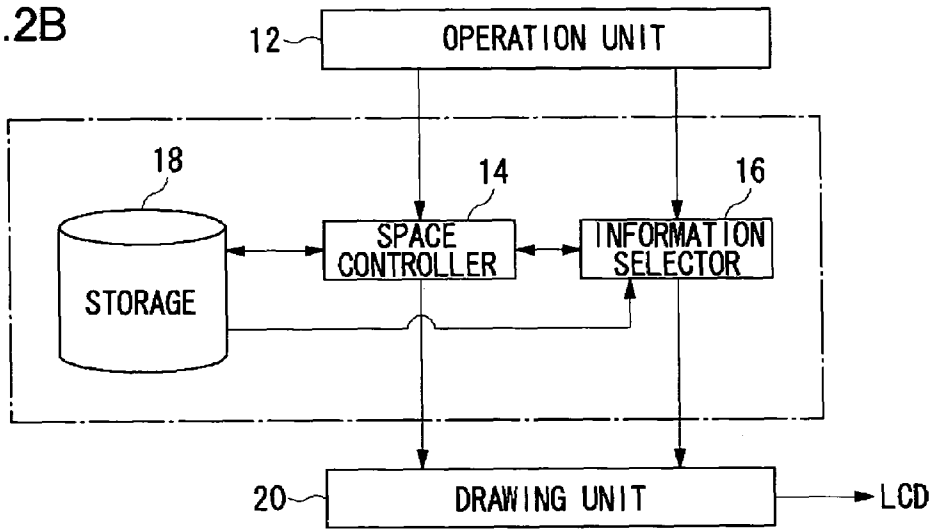 .2B
12
OPERATION UNIT
18
14
16
SPACE
CONTROLLER
INFORMATION
SELECTOR
STORAGE
20
DRAWING UNIT
LCD